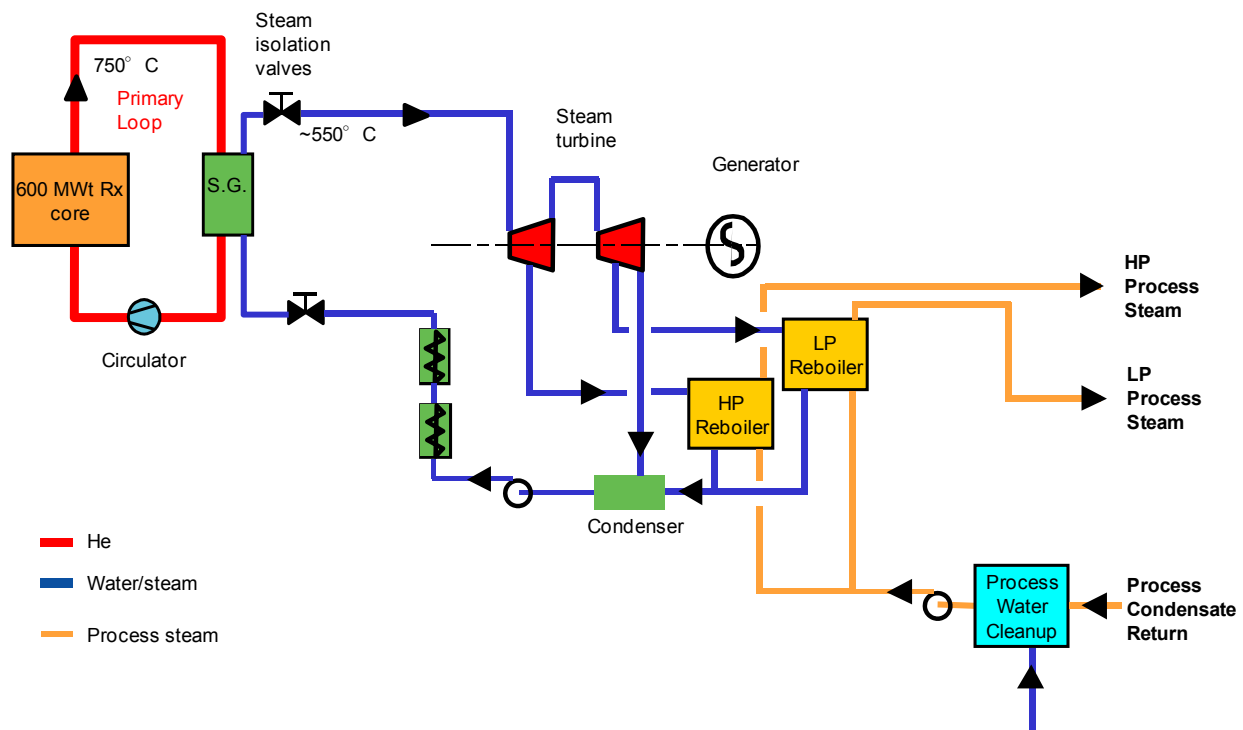 Steam
isolation
valves
750° C
Primary
Loop
~550° C
Steam
turbine
Generator
600 MWt Rx
core
S.G.
HP
Process
Steam
Circulator
LP
Reboiler
LP
Process
Steam
HP
Reboiler
Condenser
He
Water/steam
Process steam
Process
Water
Cleanup
Process
Condensate
Return